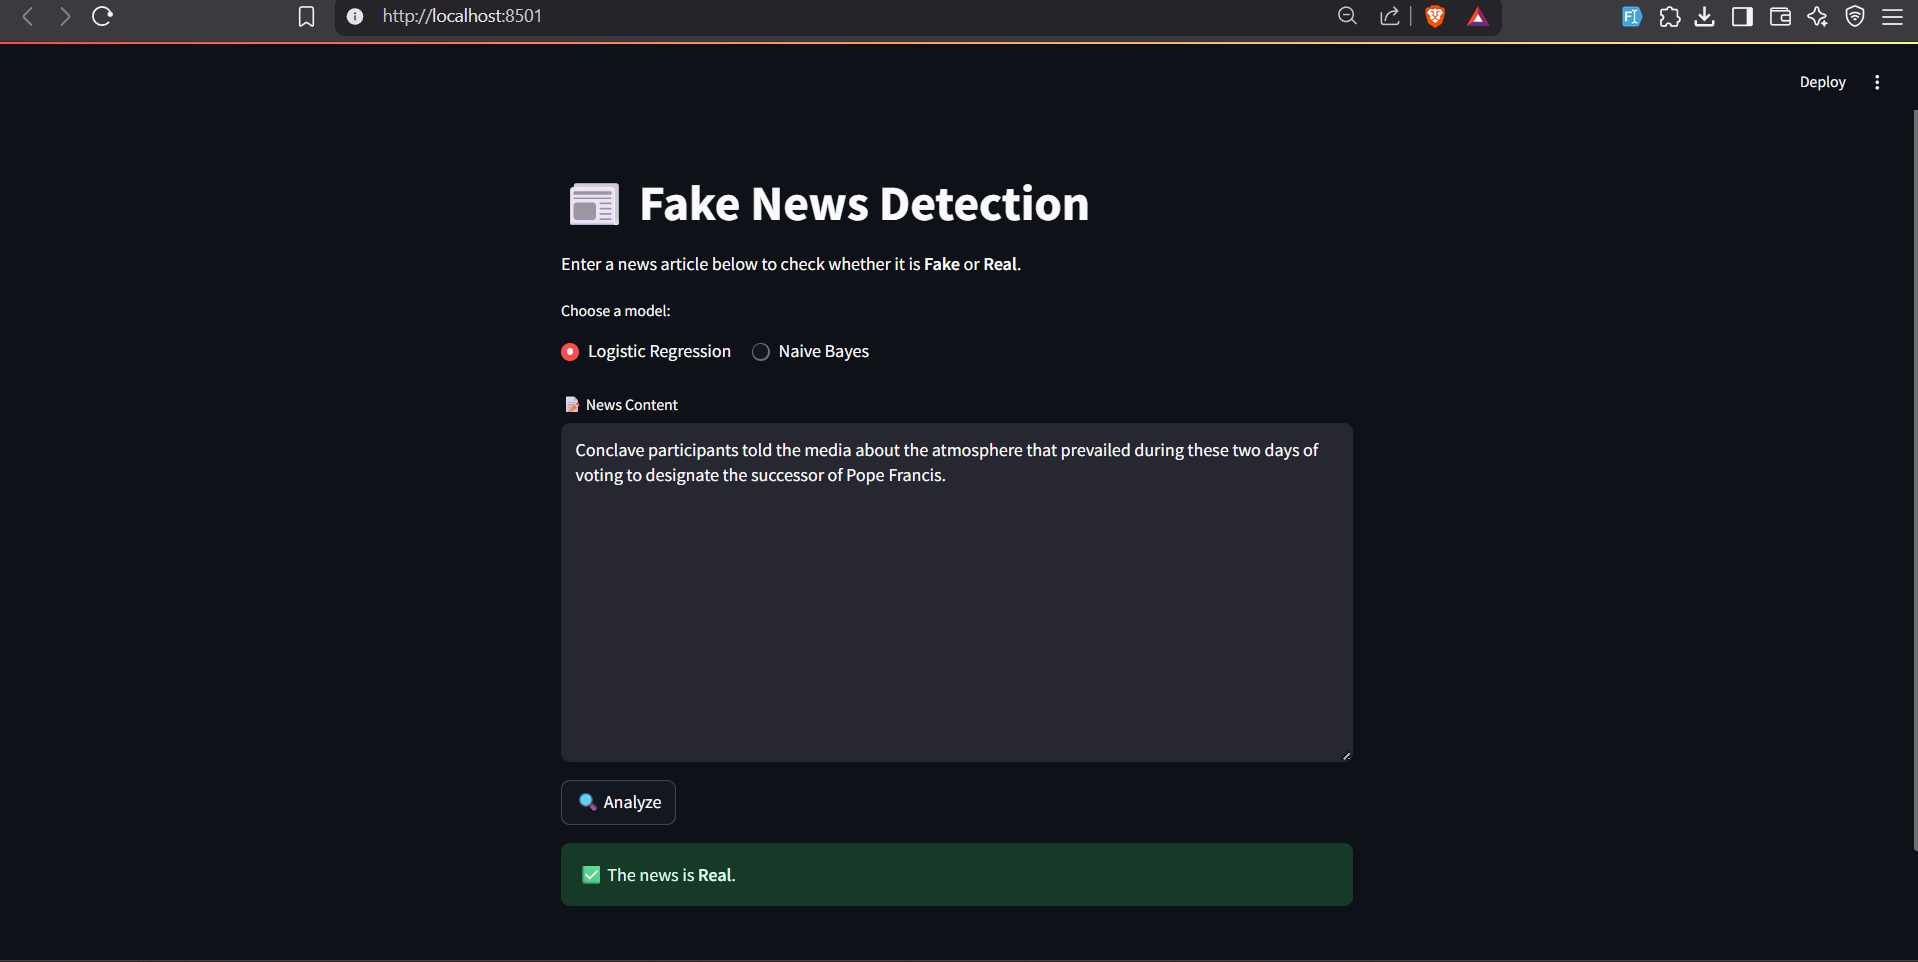 http://localhost:8501
Deploy
Fake News Detection
Enter a news article below to check whether it is Fake or Real.
Choose a model:
Logistic Regression Naive Bayes
News Content
Conclave participants told the media about the atmosphere that prevailed during these two days of
voting to designate the successor of Pope Francis.
Analyze
The news is Real.